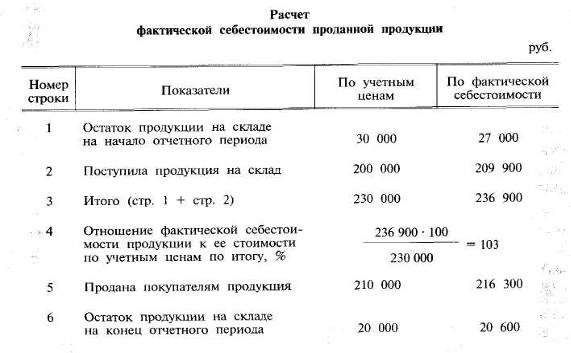 Расчет
фактической себестоимости проданной продукции
руб.
Номер строки Показатели По учетным ценам По фактической себестоимости
1 Остаток продукции на складе
на начало отчетного периода 30 000 27 000
2 Поступила продукция на склад 200 000 209 900
3 Итого (стр. 1 + стр. 2) 230 000 236 900
4 Отношение фактической себестои-
мости продукции к ее стоимости
по учетным ценам по итогу, % 236 900 · 100 / 230 000 = 103
5 Продана покупателям продукция 210 000 216 300
6 Остаток продукции на складе
на конец отчетного периода 20 000 20 600